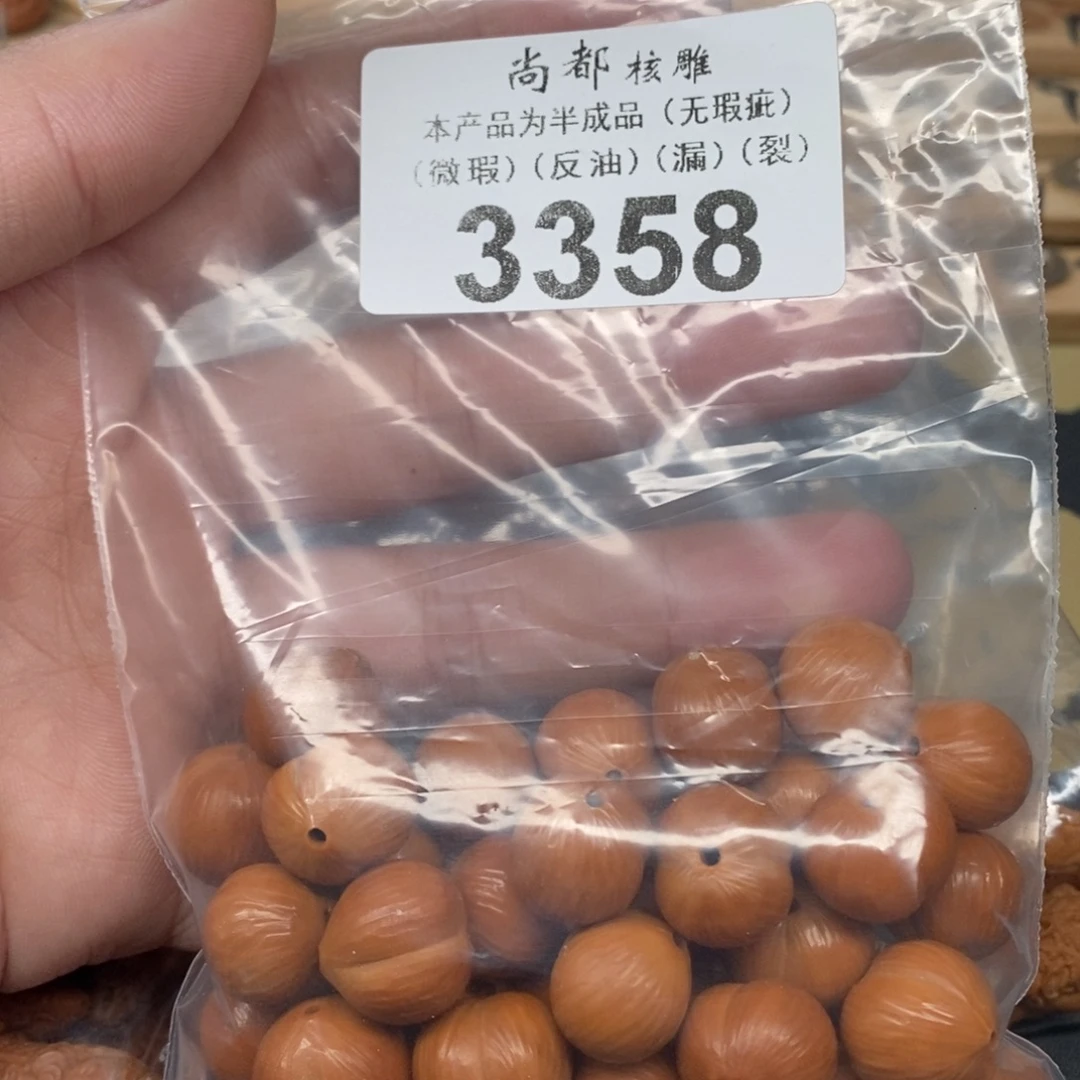 尚都核雕
本产品为半成品（无瑕疵）
（微瑕）（反油）（漏）（裂）
3358